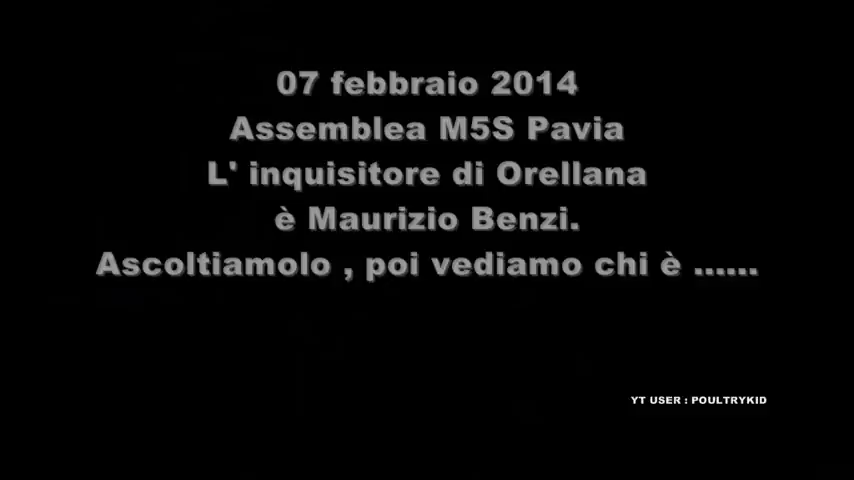 07 febbraio 2014
Assemblea M5S Pavia
L' inquisitore di Orellana
è Maurizio Benzi.
Ascoltiamolo , poi vediamo chi è ......
YT USER : POULTRYKID